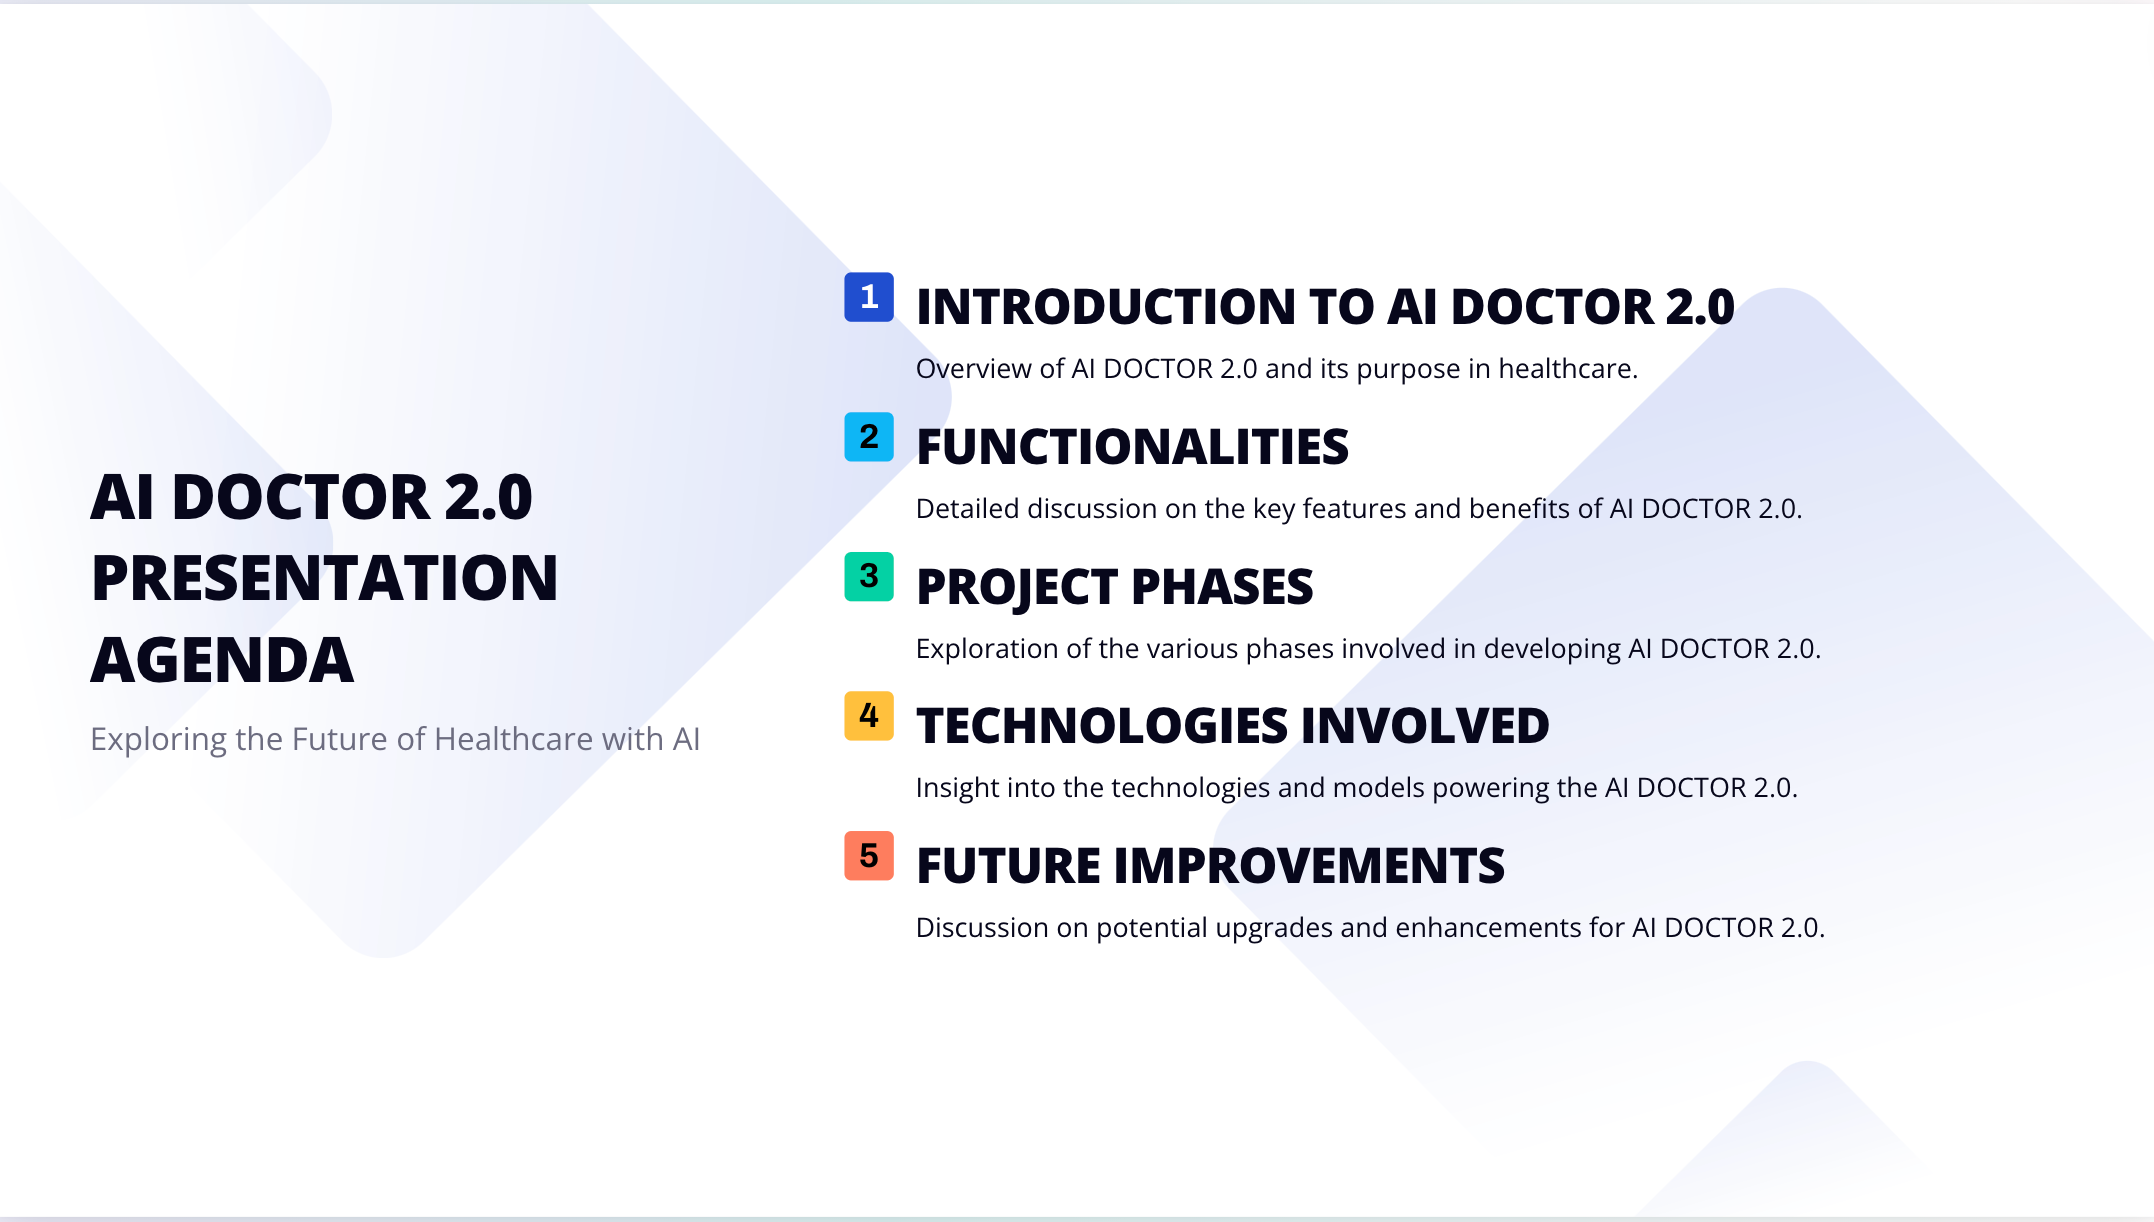 AI DOCTOR 2.0
PRESENTATION
AGENDA
Exploring the Future of Healthcare with AI
1 INTRODUCTION TO AI DOCTOR 2.0
Overview of AI DOCTOR 2.0 and its purpose in healthcare.
2 FUNCTIONALITIES
Detailed discussion on the key features and benefits of AI DOCTOR 2.0.
3 PROJECT PHASES
Exploration of the various phases involved in developing AI DOCTOR 2.0.
4 TECHNOLOGIES INVOLVED
Insight into the technologies and models powering the AI DOCTOR 2.0.
5 FUTURE IMPROVEMENTS
Discussion on potential upgrades and enhancements for AI DOCTOR 2.0.